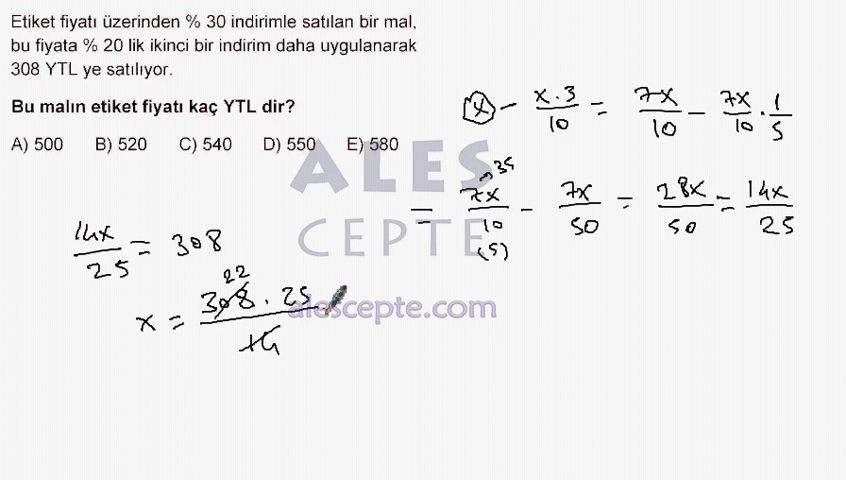 Etiket fiyatı üzerinden % 30 indirimle satılan bir mal,
bu fiyata % 20 lik ikinci bir indirim daha uygulanarak
308 YTL ye satılıyor.
Bu malın etiket fiyatı kaç YTL dir?
A) 500 B) 520 C) 540 D) 550 E) 580
x - x.3/10 = 7x/10 - 7x/10 . 1/5
= 7x/10 - 7x/50 = 28x/50 = 14x/25
35
(5)
14x/25 = 308
22
x = 308 . 25 / 14
ALES
CEPTE
alescepte.com